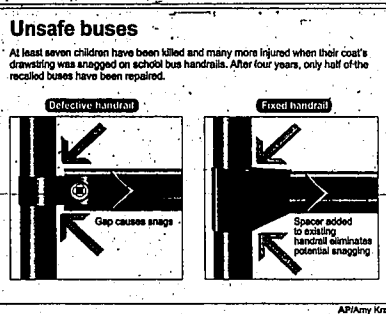 Unsafe buses
At least seven children have been killed and many more injured when their coat's
drawstring was snagged on school bus handrails. After four years, only half of the
recalled buses have been repaired.
Defective handrail
Fixed handrail
Gap causes snags
Spacer added
to existing
handrail eliminates
potential snagging
AP/Amy